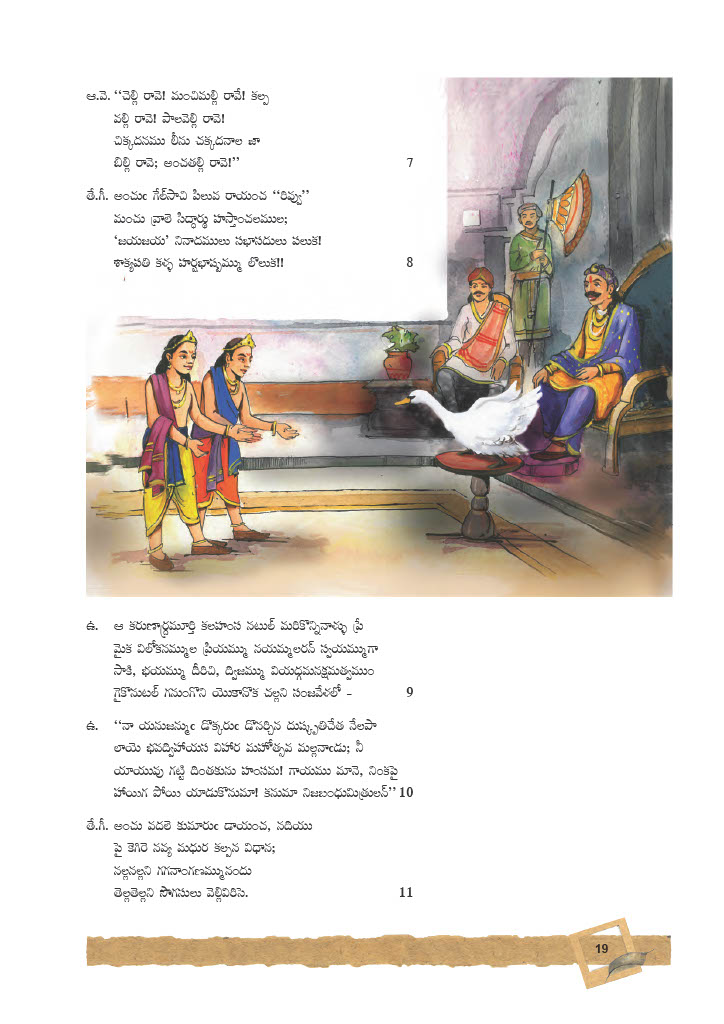 ఆ.వె. ‘‘చెల్లి రావె! మంచిమల్లి రావే! కల్ప
వల్లి రావె! పాలవెల్లి రావె!
చిక్కదనము లీను చక్కదనాల జా
బిల్లి రావె; అంచతల్లి రావె!’’ 7
తే.గీ. అంచుఁ గేల్‌సాచి పిలువ రాయంచ ‘‘రివ్వు’’
మంచు వ్రాలె సిద్ధార్థు హస్తాంచలముల;
‘జయజయ’ నినాదములు సభాసదులు పలుక!
శాక్యపతి కళ్ళ హర్షభాష్పమ్ము లొలుక!! 8
ఉ. ఆ కరుణార్ద్రమూర్తి కలహంస నటుల్ మరికొన్నినాళ్ళు ప్రే
మైక విలోకనమ్ముల ప్రియమ్ము నయమ్మలరన్ స్వయమ్ముగా
సాకి, భయమ్ము దీరిచి, ద్విజమ్ము వియద్గమనక్షమత్వముం
గైకొనుటల్ గనుంగొని యొకానొక చల్లని సంజవేళలో - 9
ఉ. ‘‘నా యనుజన్ముఁ డొక్కరుఁ డొనర్చిన దుష్కృతిచేత నేలపా
లాయె భవద్విహాయస విహార మహోత్సవ మల్లనాఁడు; నీ
యాయువు గట్టి దింతకును హంసమ! గాయము మానె, నింకపై
హాయిగ పోయి యాడుకొనుమా! కనుమా నిజబంధుమిత్రులన్’’ 10
తే.గీ. అంచు వదలె కుమారుఁ డాయంచ, నదియు
పై కెగిరె నవ్య మధుర కల్పన విధాన;
నల్లనల్లని గగనాంగణమ్మునందు
తెల్లతెల్లని సొగసులు వెల్లివిరిసె. 11
19